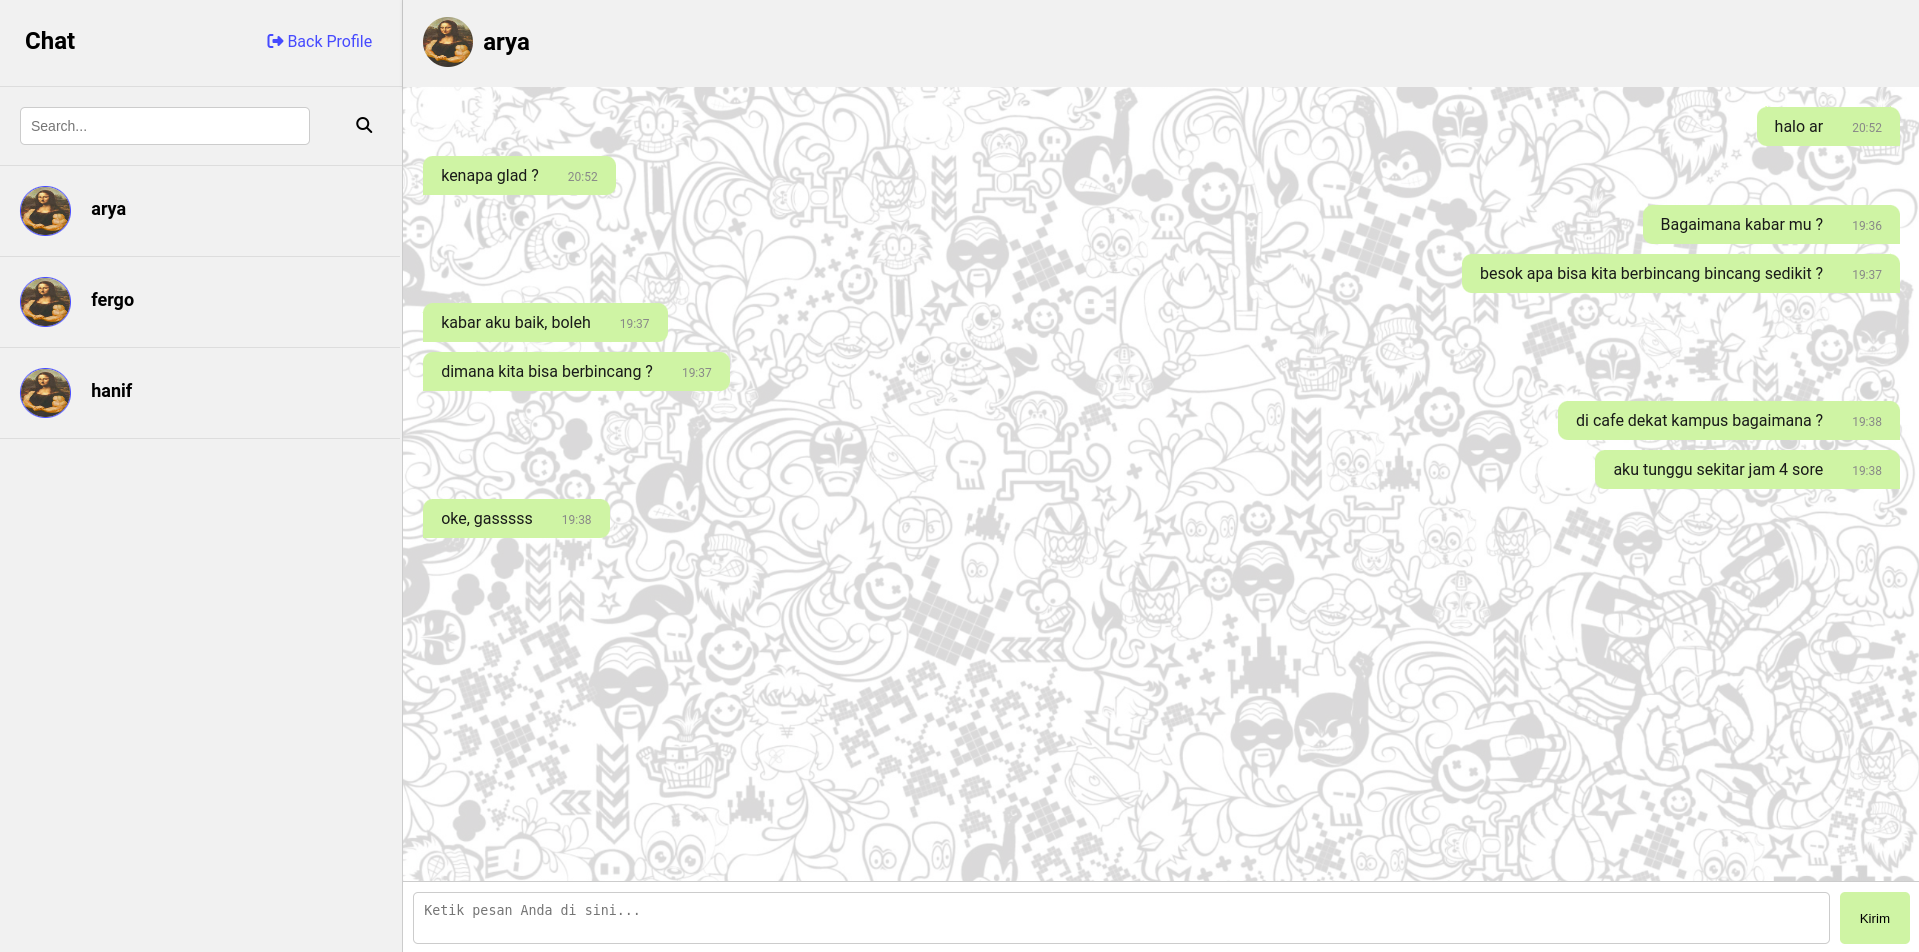 Chat
Back Profile
Search...
arya
fergo
hanif
arya
halo ar 20:52
kenapa glad ? 20:52
Bagaimana kabar mu ? 19:36
besok apa bisa kita berbincang bincang sedikit ? 19:37
kabar aku baik, boleh 19:37
dimana kita bisa berbincang ? 19:37
di cafe dekat kampus bagaimana ? 19:38
aku tunggu sekitar jam 4 sore 19:38
oke, gasssss 19:38
Ketik pesan Anda di sini...
Kirim